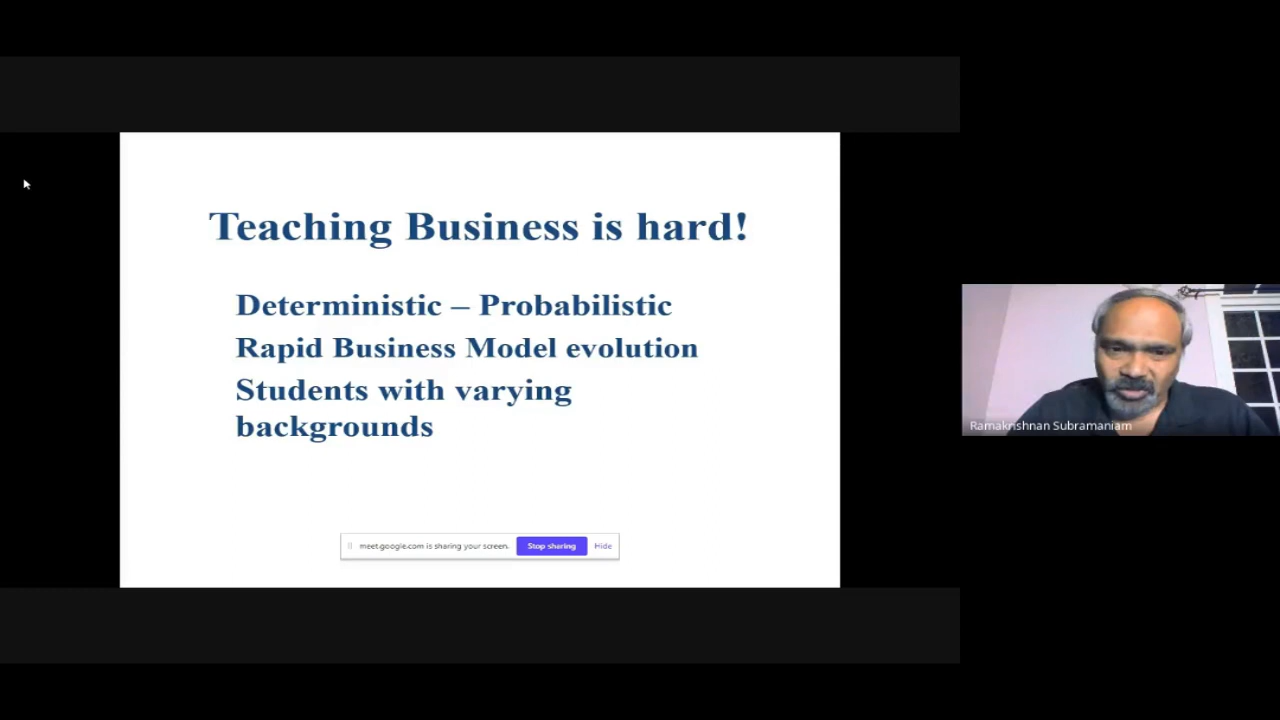 Teaching Business is hard!
Deterministic – Probabilistic
Rapid Business Model evolution
Students with varying
backgrounds
meet.google.com is sharing your screen. Stop sharing Hide
Ramakrishnan Subramaniam